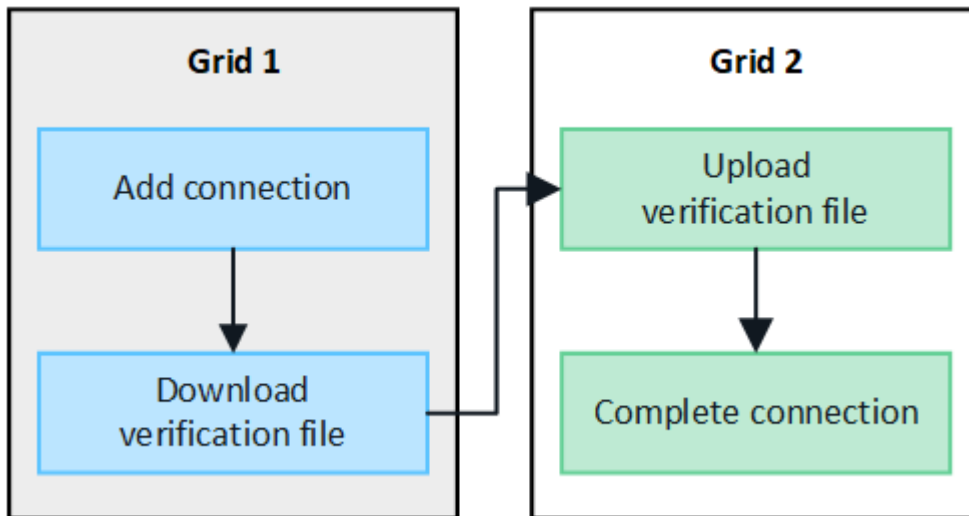 Grid 1
Add connection
Download
verification file
Grid 2
Upload
verification file
Complete connection